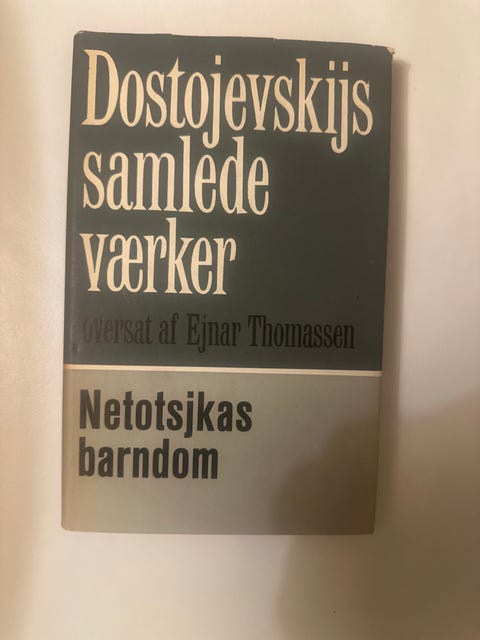 Dostojevskijs
samlede
værker
oversat af Ejnar Thomassen
Netotsjkas
barndom